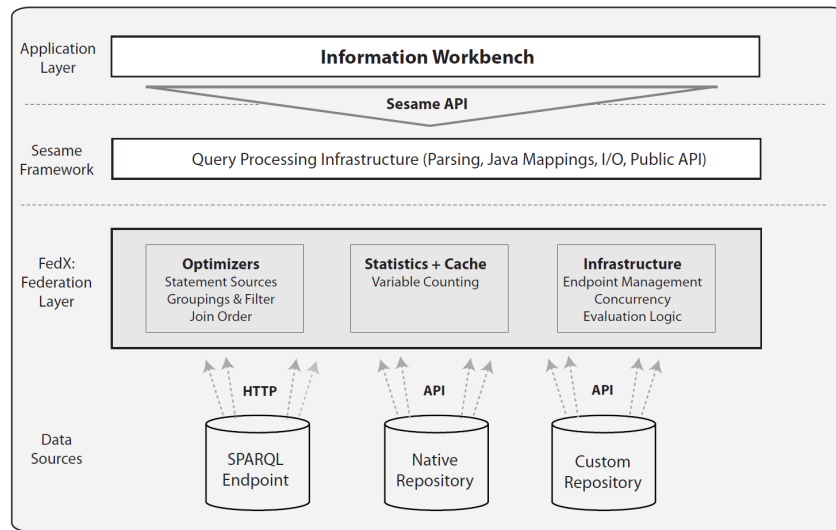 Application
Layer
Information Workbench
Sesame API
Sesame
Framework
Query Processing Infrastructure (Parsing, Java Mappings, I/O, Public API)
FedX:
Federation
Layer
Optimizers
Statement Sources
Groupings & Filter
Join Order
Statistics + Cache
Variable Counting
Infrastructure
Endpoint Management
Concurrency
Evaluation Logic
HTTP
API
API
Data
Sources
SPARQL
Endpoint
Native
Repository
Custom
Repository